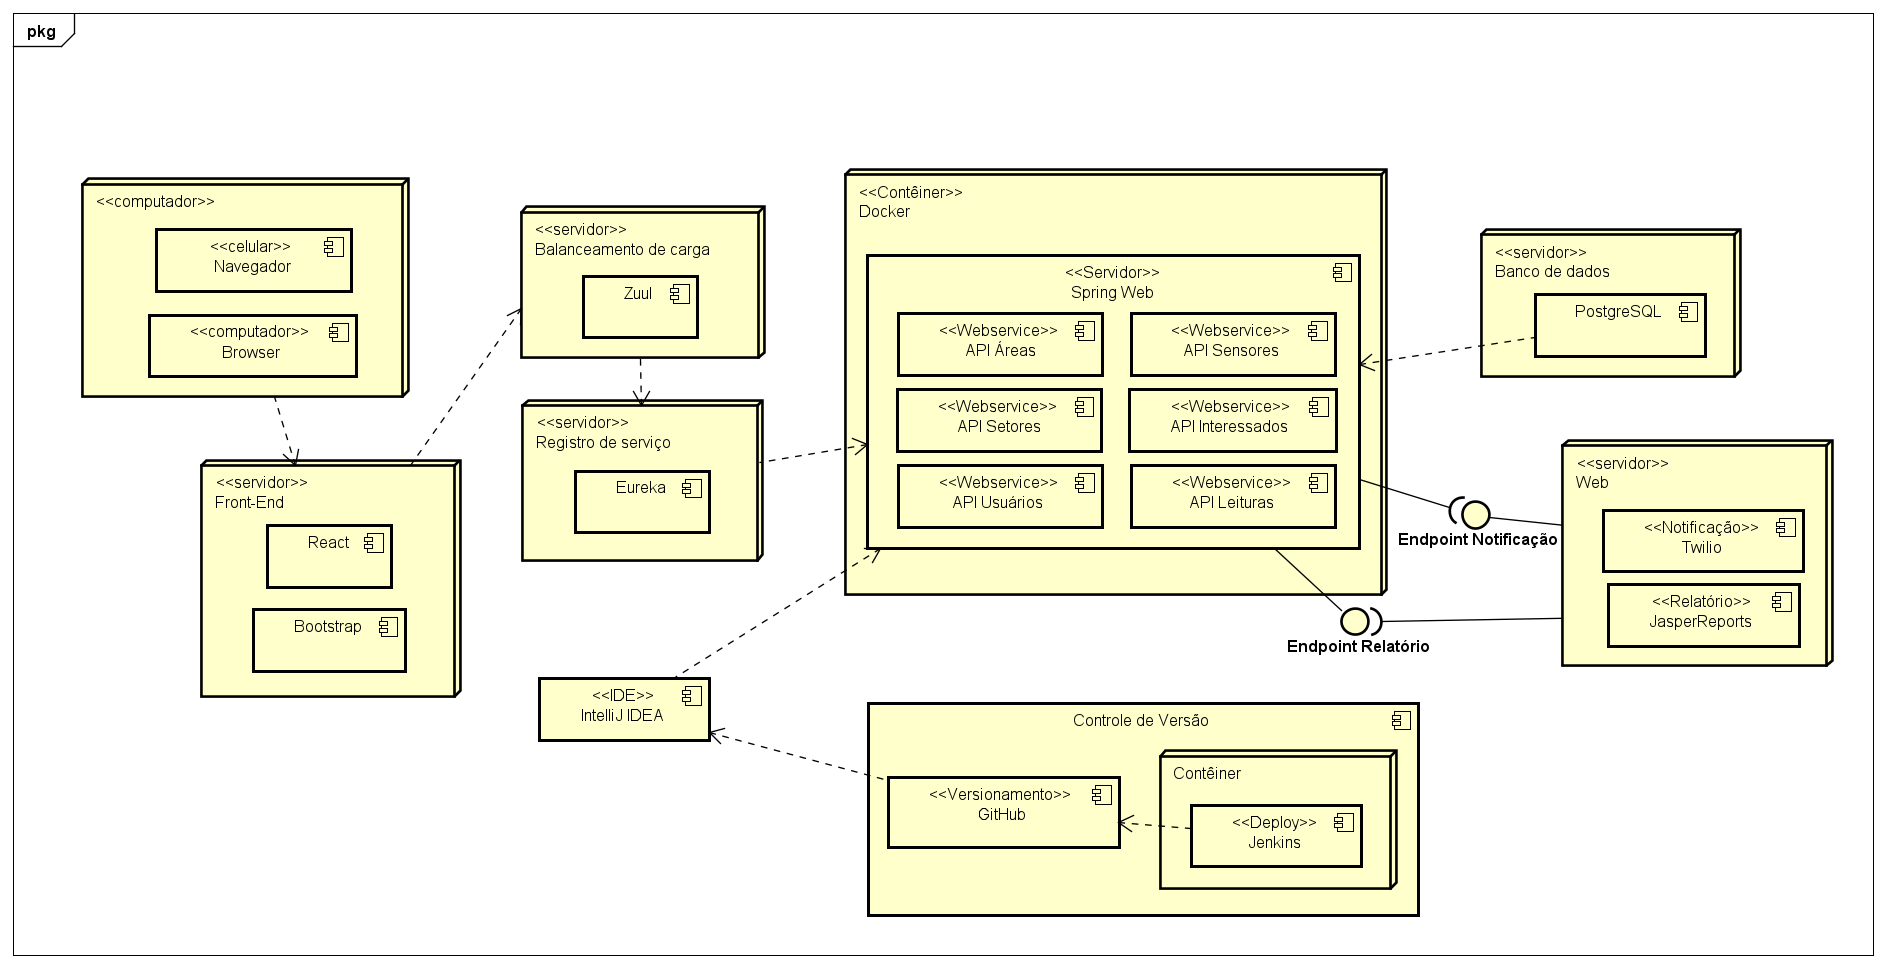 pkg
<<computador>>
<<celular>>
Navegador
<<computador>>
Browser
<<servidor>>
Front-End
React
Bootstrap
<<servidor>>
Balanceamento de carga
Zuul
<<servidor>>
Registro de serviço
Eureka
<<Contêiner>>
Docker
<<Servidor>>
Spring Web
<<Webservice>>
API Áreas
<<Webservice>>
API Sensores
<<Webservice>>
API Setores
<<Webservice>>
API Interessados
<<Webservice>>
API Usuários
<<Webservice>>
API Leituras
<<servidor>>
Banco de dados
PostgreSQL
<<servidor>>
Web
<<Notificação>>
Twilio
<<Relatório>>
JasperReports
Endpoint Notificação
Endpoint Relatório
<<IDE>>
IntelliJ IDEA
Controle de Versão
<<Versionamento>>
GitHub
Contêiner
<<Deploy>>
Jenkins